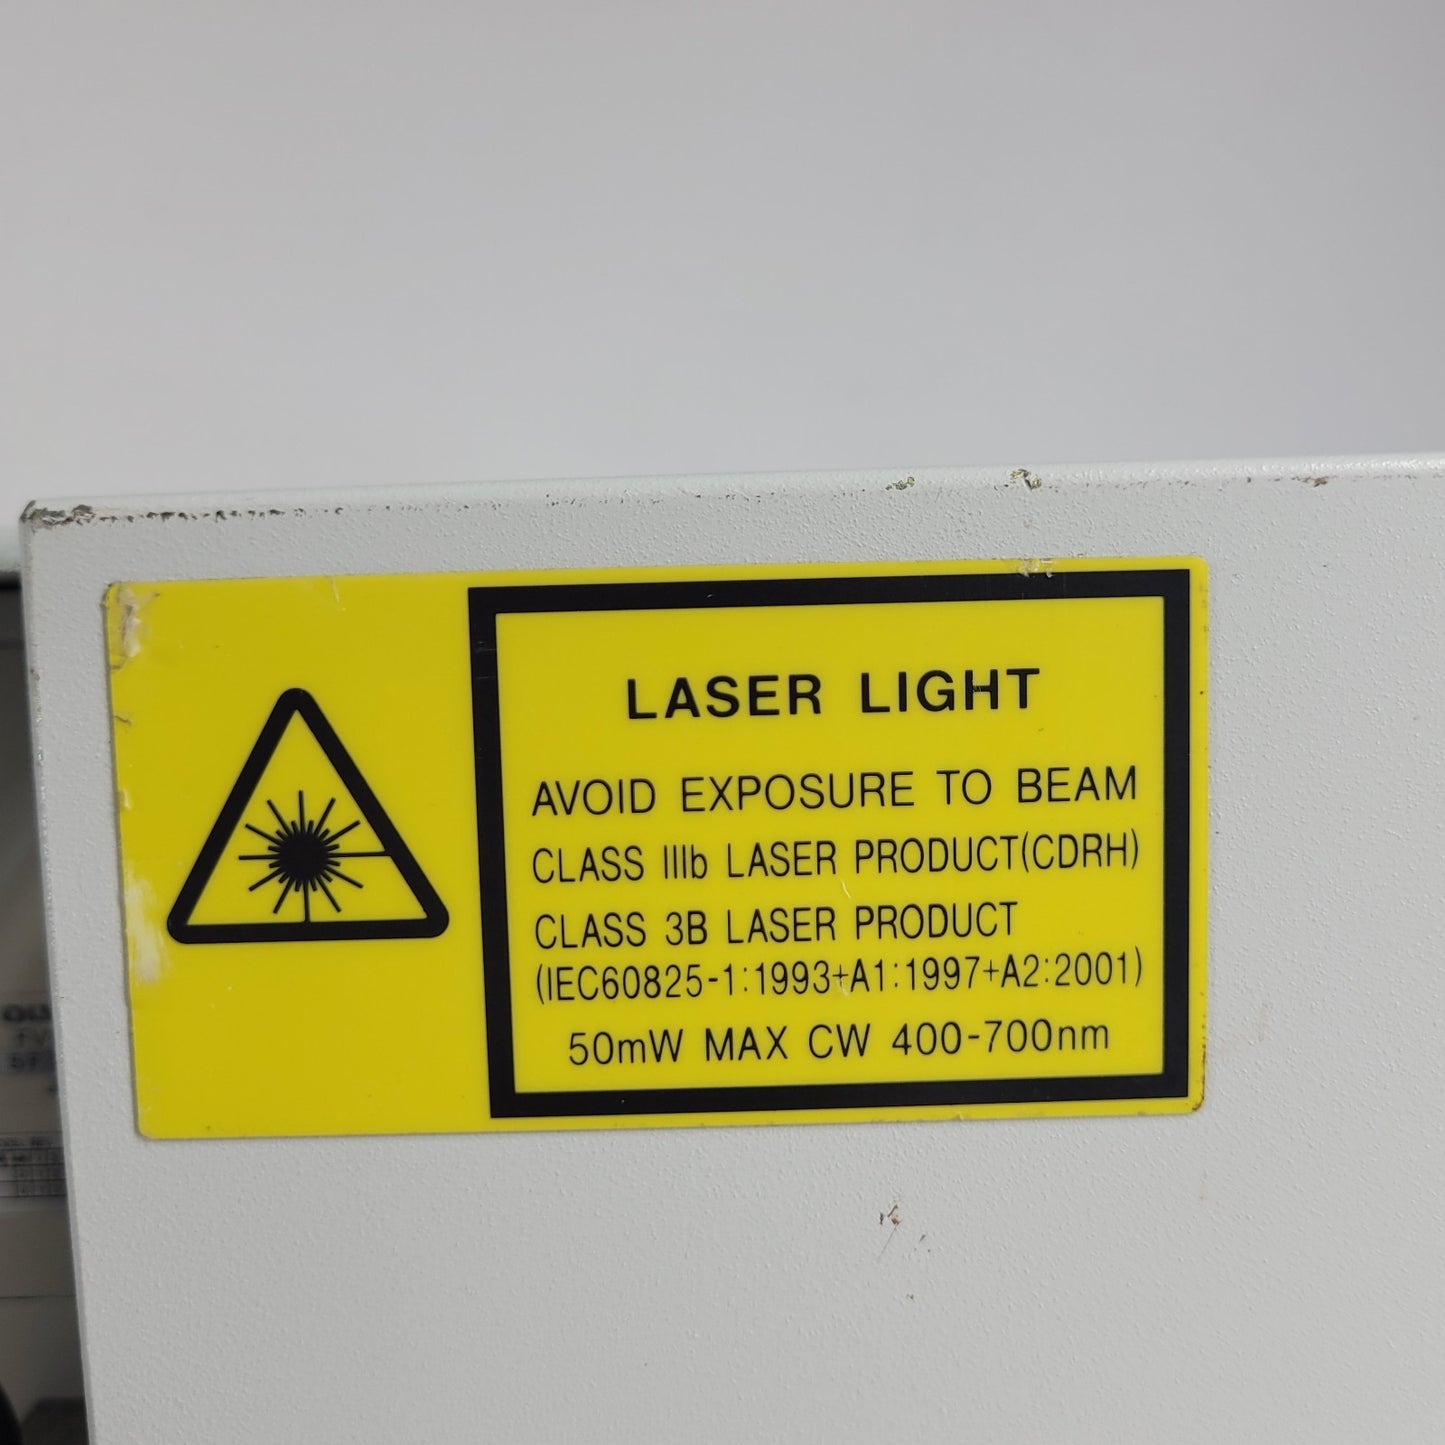 LASER LIGHT
AVOID EXPOSURE TO BEAM
CLASS IIIb LASER PRODUCT(CDRH)
CLASS 3B LASER PRODUCT
(IEC60825-1:1993+A1:1997+A2:2001)
50mW MAX CW 400-700nm